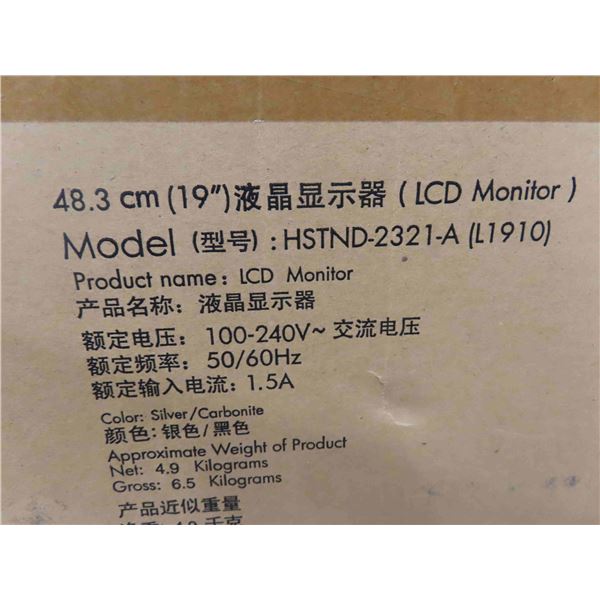 48.3 cm (19")液晶显示器 ( LCD Monitor )
Model (型号) : HSTND-2321-A (L1910)
Product name: LCD Monitor
产品名称: 液晶显示器
额定电压: 100-240V~ 交流电压
额定频率: 50/60Hz
额定输入电流: 1.5A
Color: Silver/Carbonite
颜色: 银色/黑色
Approximate Weight of Product
Net: 4.9 Kilograms
Gross: 6.5 Kilograms
产品近似重量